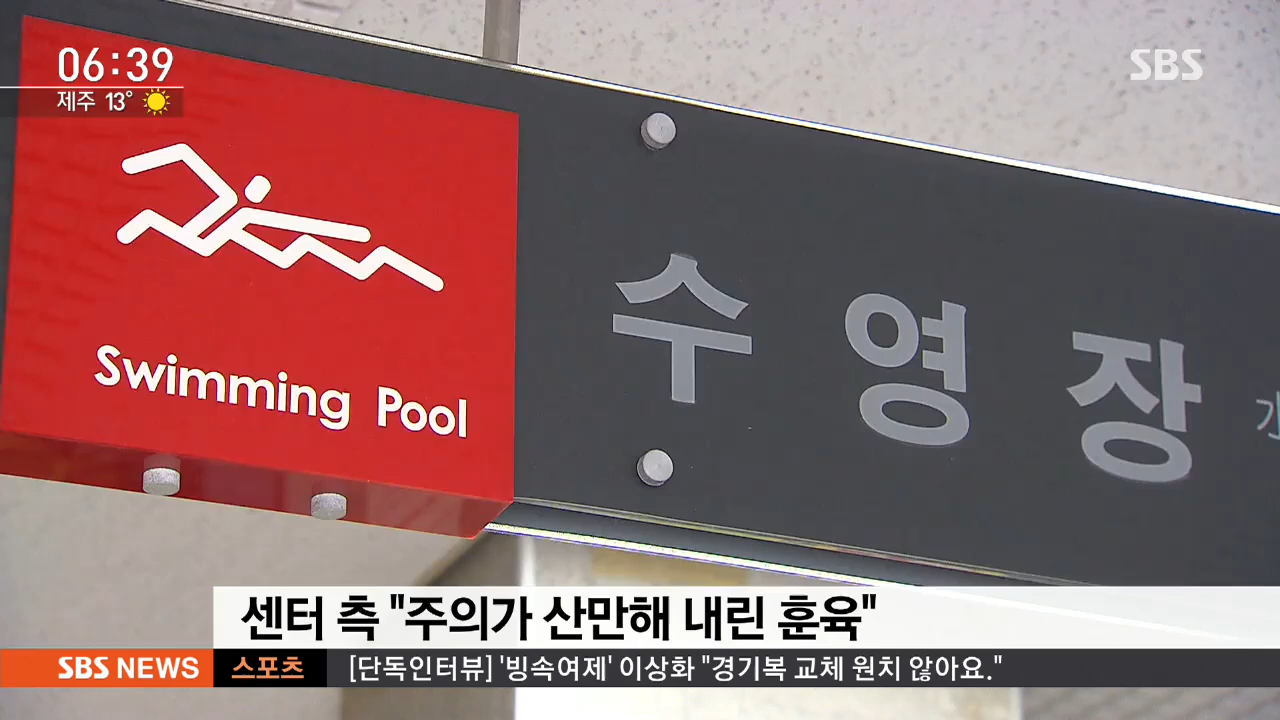 06:39
SBS
제주 13°
Swimming Pool
수영장
센터 측 "주의가 산만해 내린 훈육"
SBS NEWS 스포츠 [단독인터뷰] '빙속여제' 이상화 "경기복 교체 원치 않아요."